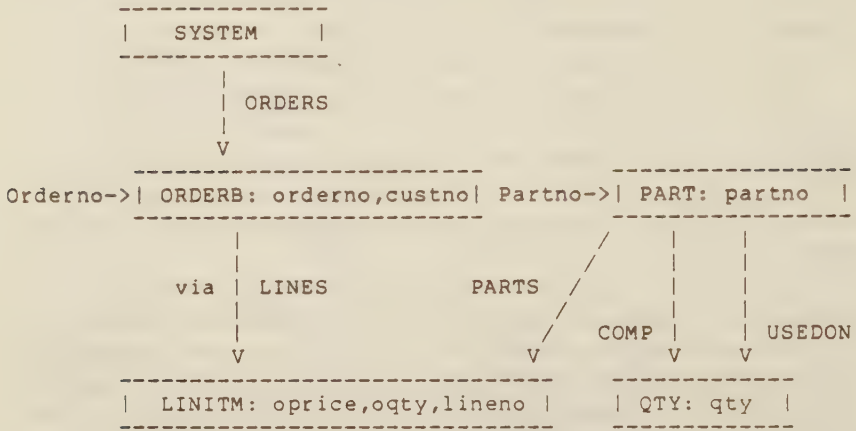 SYSTEM
ORDERS
Orderno-> ORDERB: orderno,custno Partno-> PART: partno
via LINES PARTS
COMP USEDON
LINITM: oprice,oqty,lineno QTY: qty